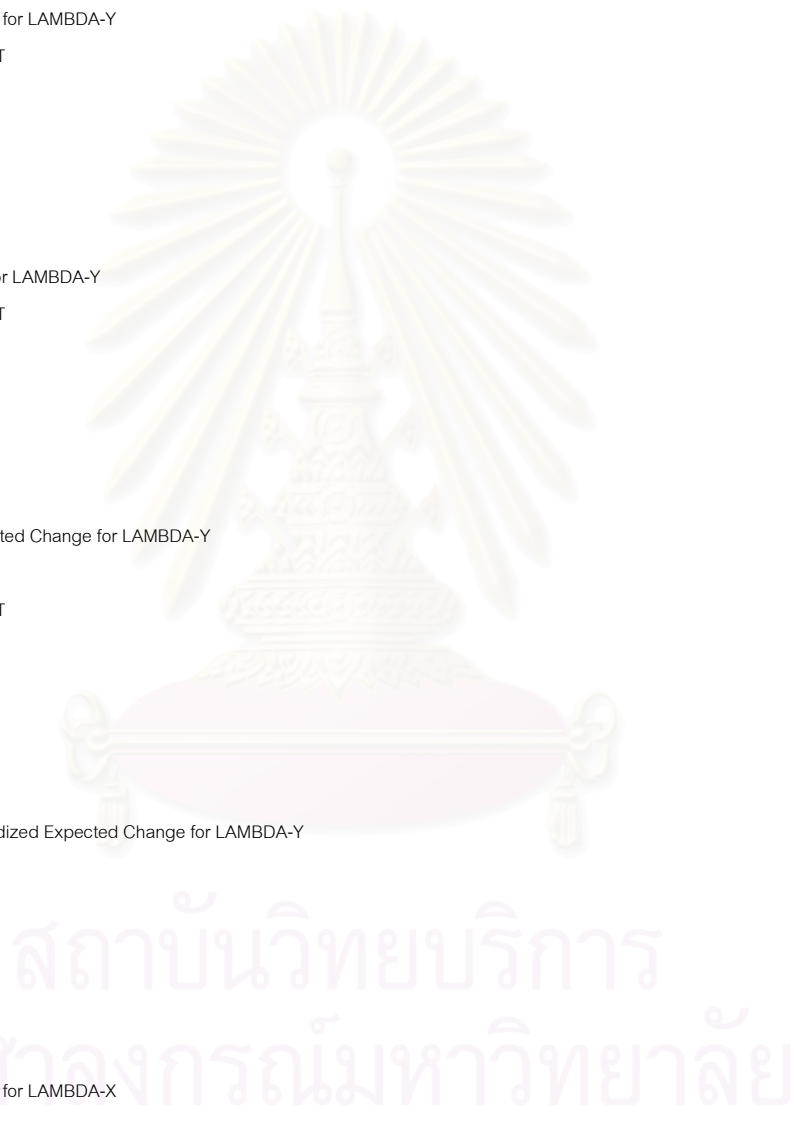 for LAMBDA-Y
T
or LAMBDA-Y
T
ted Change for LAMBDA-Y
T
dized Expected Change for LAMBDA-Y
สถาบันวิทยบริการ
ฬาลงกรณ์มหาวิทยาลัย
for LAMBDA-X